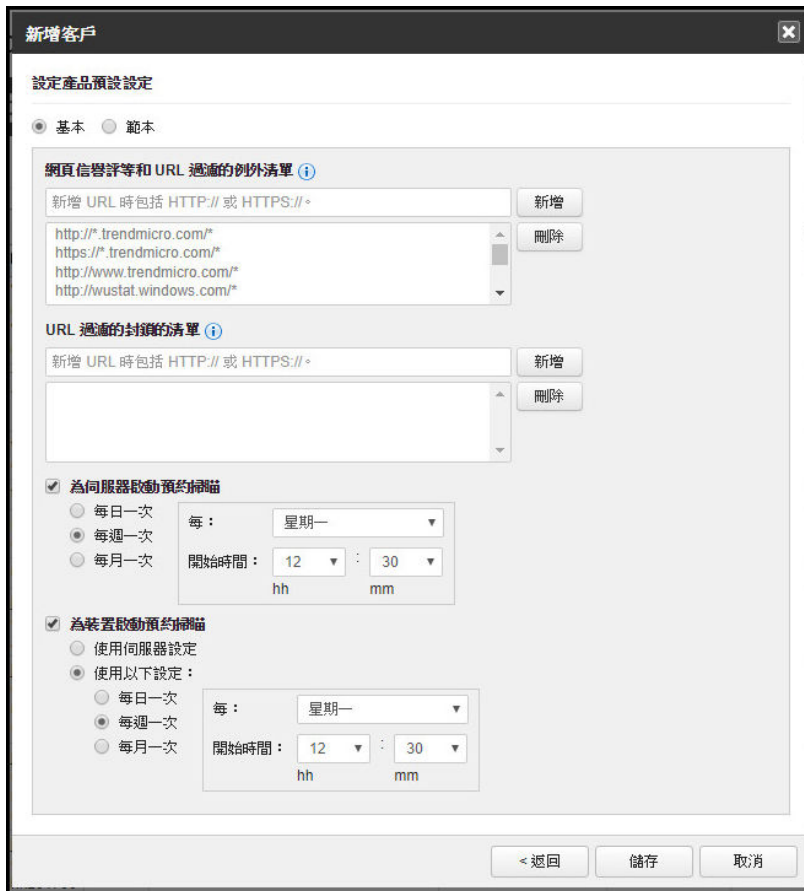 新增客戶
設定產品預設設定
基本 範本
網頁信譽評等和 URL 過濾的例外清單
新增 URL 時包括 HTTP:// 或 HTTPS://。 新增
http://*.trendmicro.com/* 刪除
https://*.trendmicro.com/*
http://www.trendmicro.com/*
http://wustat.windows.com/*
URL 過濾的封鎖的清單
新增 URL 時包括 HTTP:// 或 HTTPS://。 新增
刪除
為伺服器啟動預約掃瞄
每日一次
每週一次
每月一次
每： 星期一
開始時間： 12 : 30
hh mm
為裝置啟動預約掃瞄
使用伺服器設定
使用以下設定：
每日一次
每週一次
每月一次
每： 星期一
開始時間： 12 : 30
hh mm
<返回 儲存 取消